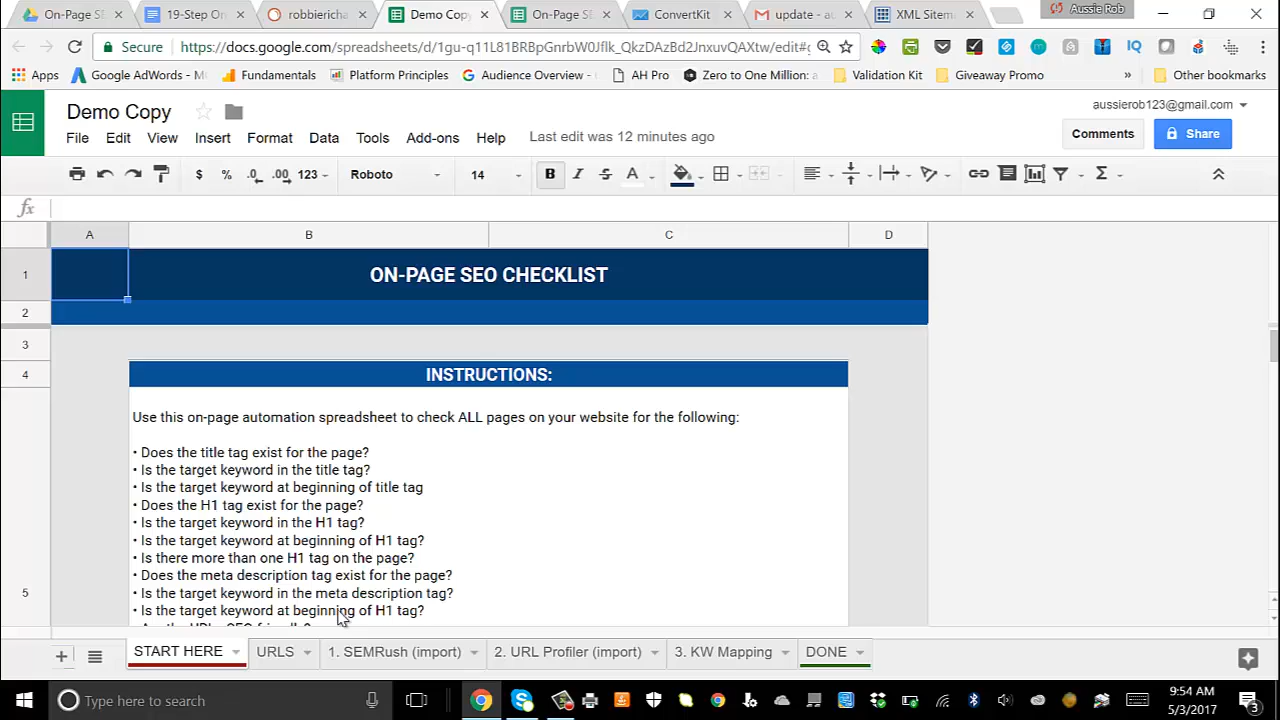 On-Page S
19-Step On
robbiericha
Demo Copy
On-Page S
ConvertKit
update - a
XML Sitem
Aussie Rob
Secure
https://docs.google.com/spreadsheets/d/1gu-q11L81BRBpGnrbW0Jflk_QkzDAzBd2JnxuvQAXtw/edit#g
Apps
Google AdWords - M
Fundamentals
Platform Principles
Audience Overview -
AH Pro
Zero to One Million: a
Validation Kit
Giveaway Promo
»
Other bookmarks
Demo Copy
aussierob123@gmail.com
File Edit View Insert Format Data Tools Add-ons Help
Last edit was 12 minutes ago
Comments
Share
$ % .0 .00 123 Roboto 14 B I S A Σ
fx
A B C D
1 ON-PAGE SEO CHECKLIST
2
3
4 INSTRUCTIONS:
Use this on-page automation spreadsheet to check ALL pages on your website for the following:
• Does the title tag exist for the page?
• Is the target keyword in the title tag?
• Is the target keyword at beginning of title tag
• Does the H1 tag exist for the page?
• Is the target keyword in the H1 tag?
• Is the target keyword at beginning of H1 tag?
• Is there more than one H1 tag on the page?
• Does the meta description tag exist for the page?
5
• Is the target keyword in the meta description tag?
• Is the target keyword at beginning of H1 tag?
START HERE
URLS
1. SEMRush (import)
2. URL Profiler (import)
3. KW Mapping
DONE
Type here to search
9:54 AM
5/3/2017
3